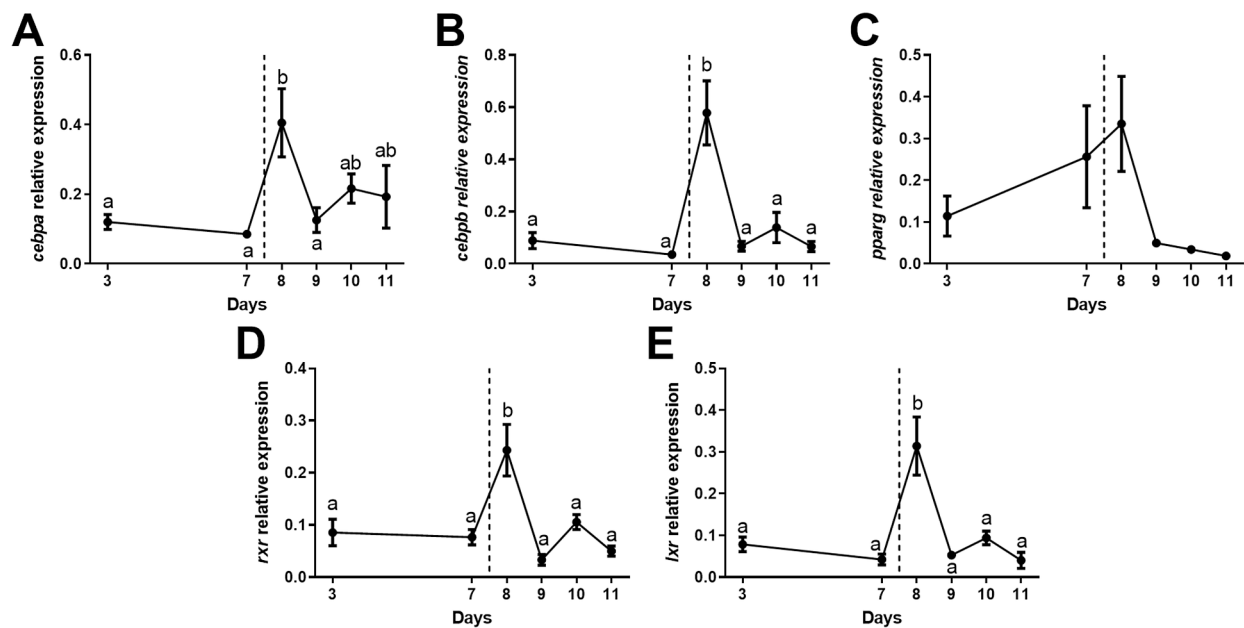 A
cebpa relative expression
0.6
0.4
0.2
0.0
a
a
b
a
ab
ab
3 7 8 9 10 11
Days
B
cebpb relative expression
0.8
0.6
0.4
0.2
0.0
a
a
b
a
a
a
3 7 8 9 10 11
Days
C
pparg relative expression
0.5
0.4
0.3
0.2
0.1
0.0
3 7 8 9 10 11
Days
D
rxr relative expression
0.4
0.3
0.2
0.1
0.0
a
a
b
a
a
a
3 7 8 9 10 11
Days
E
lxr relative expression
0.5
0.4
0.3
0.2
0.1
0.0
a
a
b
a
a
a
3 7 8 9 10 11
Days